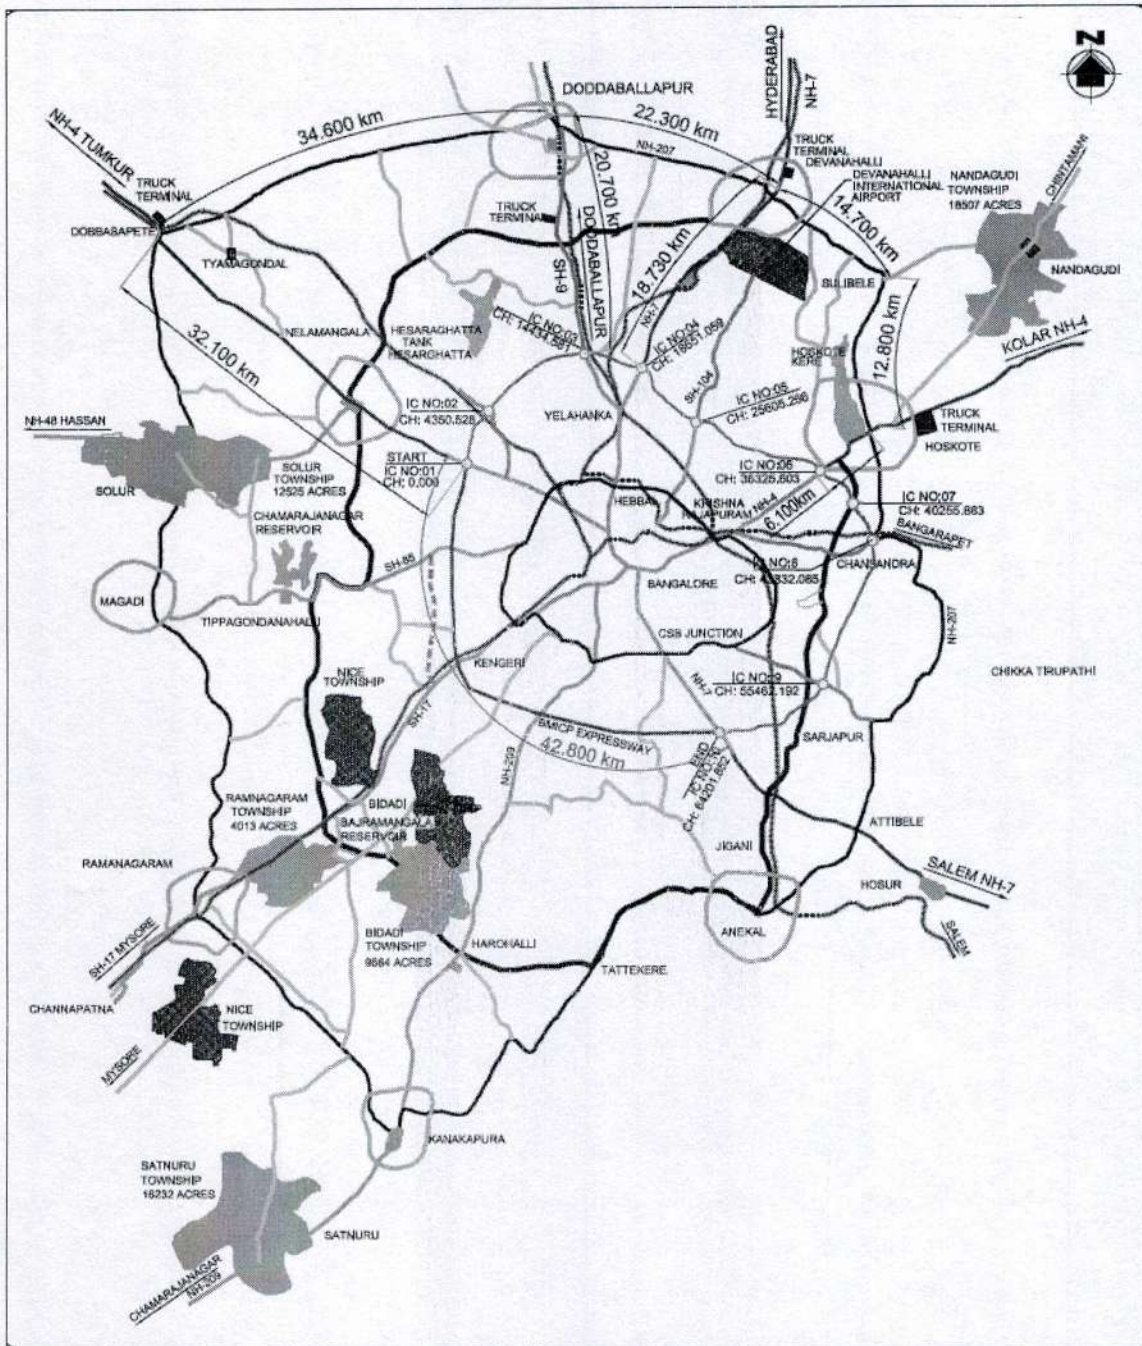 N
DODDABALLAPUR
HYDERABAD
NH-7
34.600 km
22.300 km
NH-207
NH-4 TUMKUR
TRUCK
TERMINAL
DOBBASAPETE
TYAMAGONDAL
TRUCK
TERMINAL
20.700 km
DODDABALLAPUR
SH-9
TRUCK
TERMINAL
DEVANAHALLI
DEVANAHALLI
INTERNATIONAL
AIRPORT
14.700 km
NANDAGUDI
TOWNSHIP
18507 ACRES
CHINTAMANI
NANDAGUDI
SULIBELE
KOLAR NH-4
12.800 km
18.730 km
NH-7
SH-104
NELAMANGALA
HESARAGHATTA
TANK
HESARGHATTA
32.100 km
IC NO:04
IC NO:05
CH: 25605.256
HOSKOTE
KERE
TRUCK
TERMINAL
HOSKOTE
IC NO:02
CH: 4350.528
YELAHANKA
NH-48 HASSAN
SOLUR
SOLUR
TOWNSHIP
12525 ACRES
START
IC NO:01
CH: 0.000
CHAMARAJANAGAR
RESERVOIR
HEBBAL
KRISHNA
RAJAPURAM
NH-4
6.100km
IC NO:06
CH: 36325.603
IC NO:07
CH: 40255.863
BANGARAPET
CHANSANDRA
IC NO:8
SH-85
BANGALORE
MAGADI
TIPPAGONDANAHALLI
CSB JUNCTION
NH-207
CHIKKA TIRUPATHI
KENGERI
NICE
TOWNSHIP
SH-17
NH-7
IC NO:9
CH: 55462.192
SARJAPUR
BMICP EXPRESSWAY
42.800 km
NH-209
END
CH: 64201.882
RAMNAGARAM
TOWNSHIP
4013 ACRES
BIDADI
BAJRAMANGALA
RESERVOIR
JIGANI
ATTIBELE
RAMANAGARAM
SALEM NH-7
HOSUR
SALEM
ANEKAL
SH-17 MYSORE
BIDADI
TOWNSHIP
9664 ACRES
HAROHALLI
TATTEKERE
CHANNAPATNA
NICE
TOWNSHIP
MYSORE
KANAKAPURA
SATNURU
TOWNSHIP
16232 ACRES
SATNURU
CHAMARAJANAGAR
NH-209